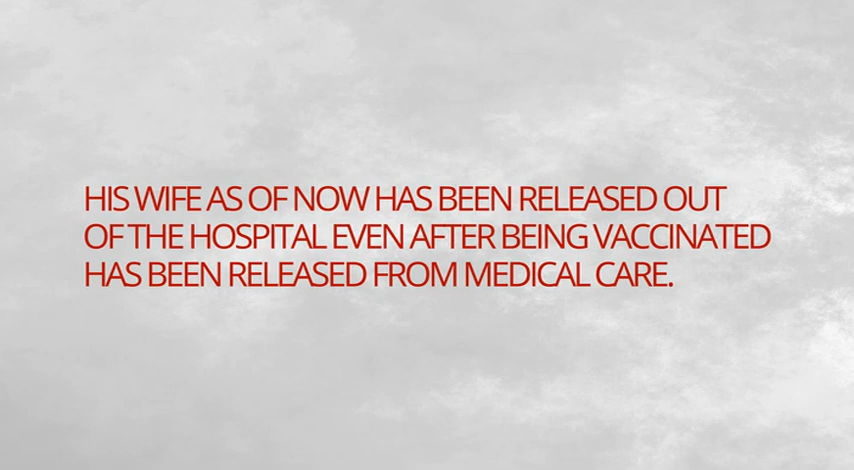 HIS WIFE AS OF NOW HAS BEEN RELEASED OUT
OF THE HOSPITAL EVEN AFTER BEING VACCINATED
HAS BEEN RELEASED FROM MEDICAL CARE.